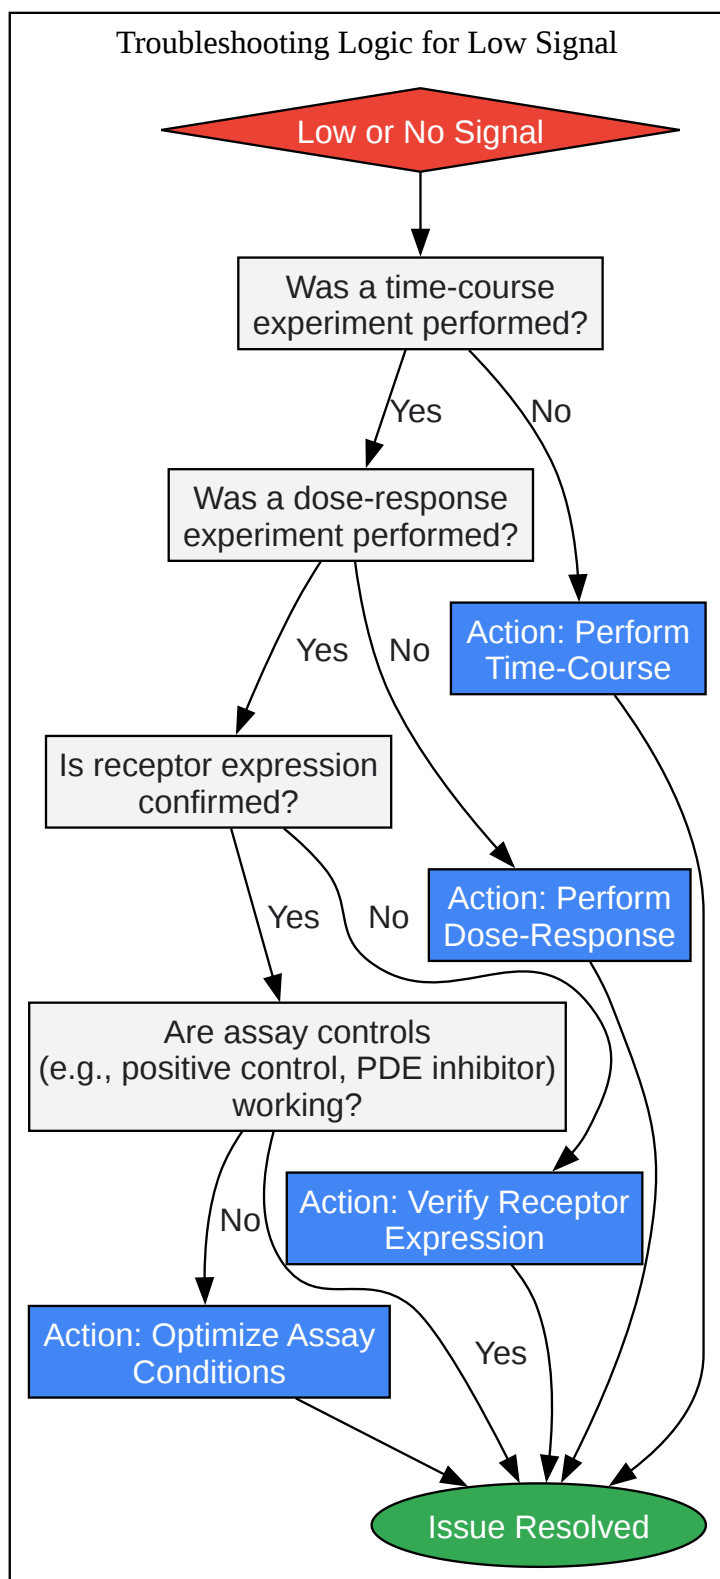 Troubleshooting Logic for Low Signal
Low or No Signal
Was a time-course
experiment performed?
Yes
No
Was a dose-response
experiment performed?
Action: Perform
Time-Course
Yes
No
Is receptor expression
confirmed?
Action: Perform
Dose-Response
Yes
No
Are assay controls
(e.g., positive control, PDE inhibitor)
working?
Action: Verify Receptor
Expression
No
Action: Optimize Assay
Conditions
Yes
Issue Resolved